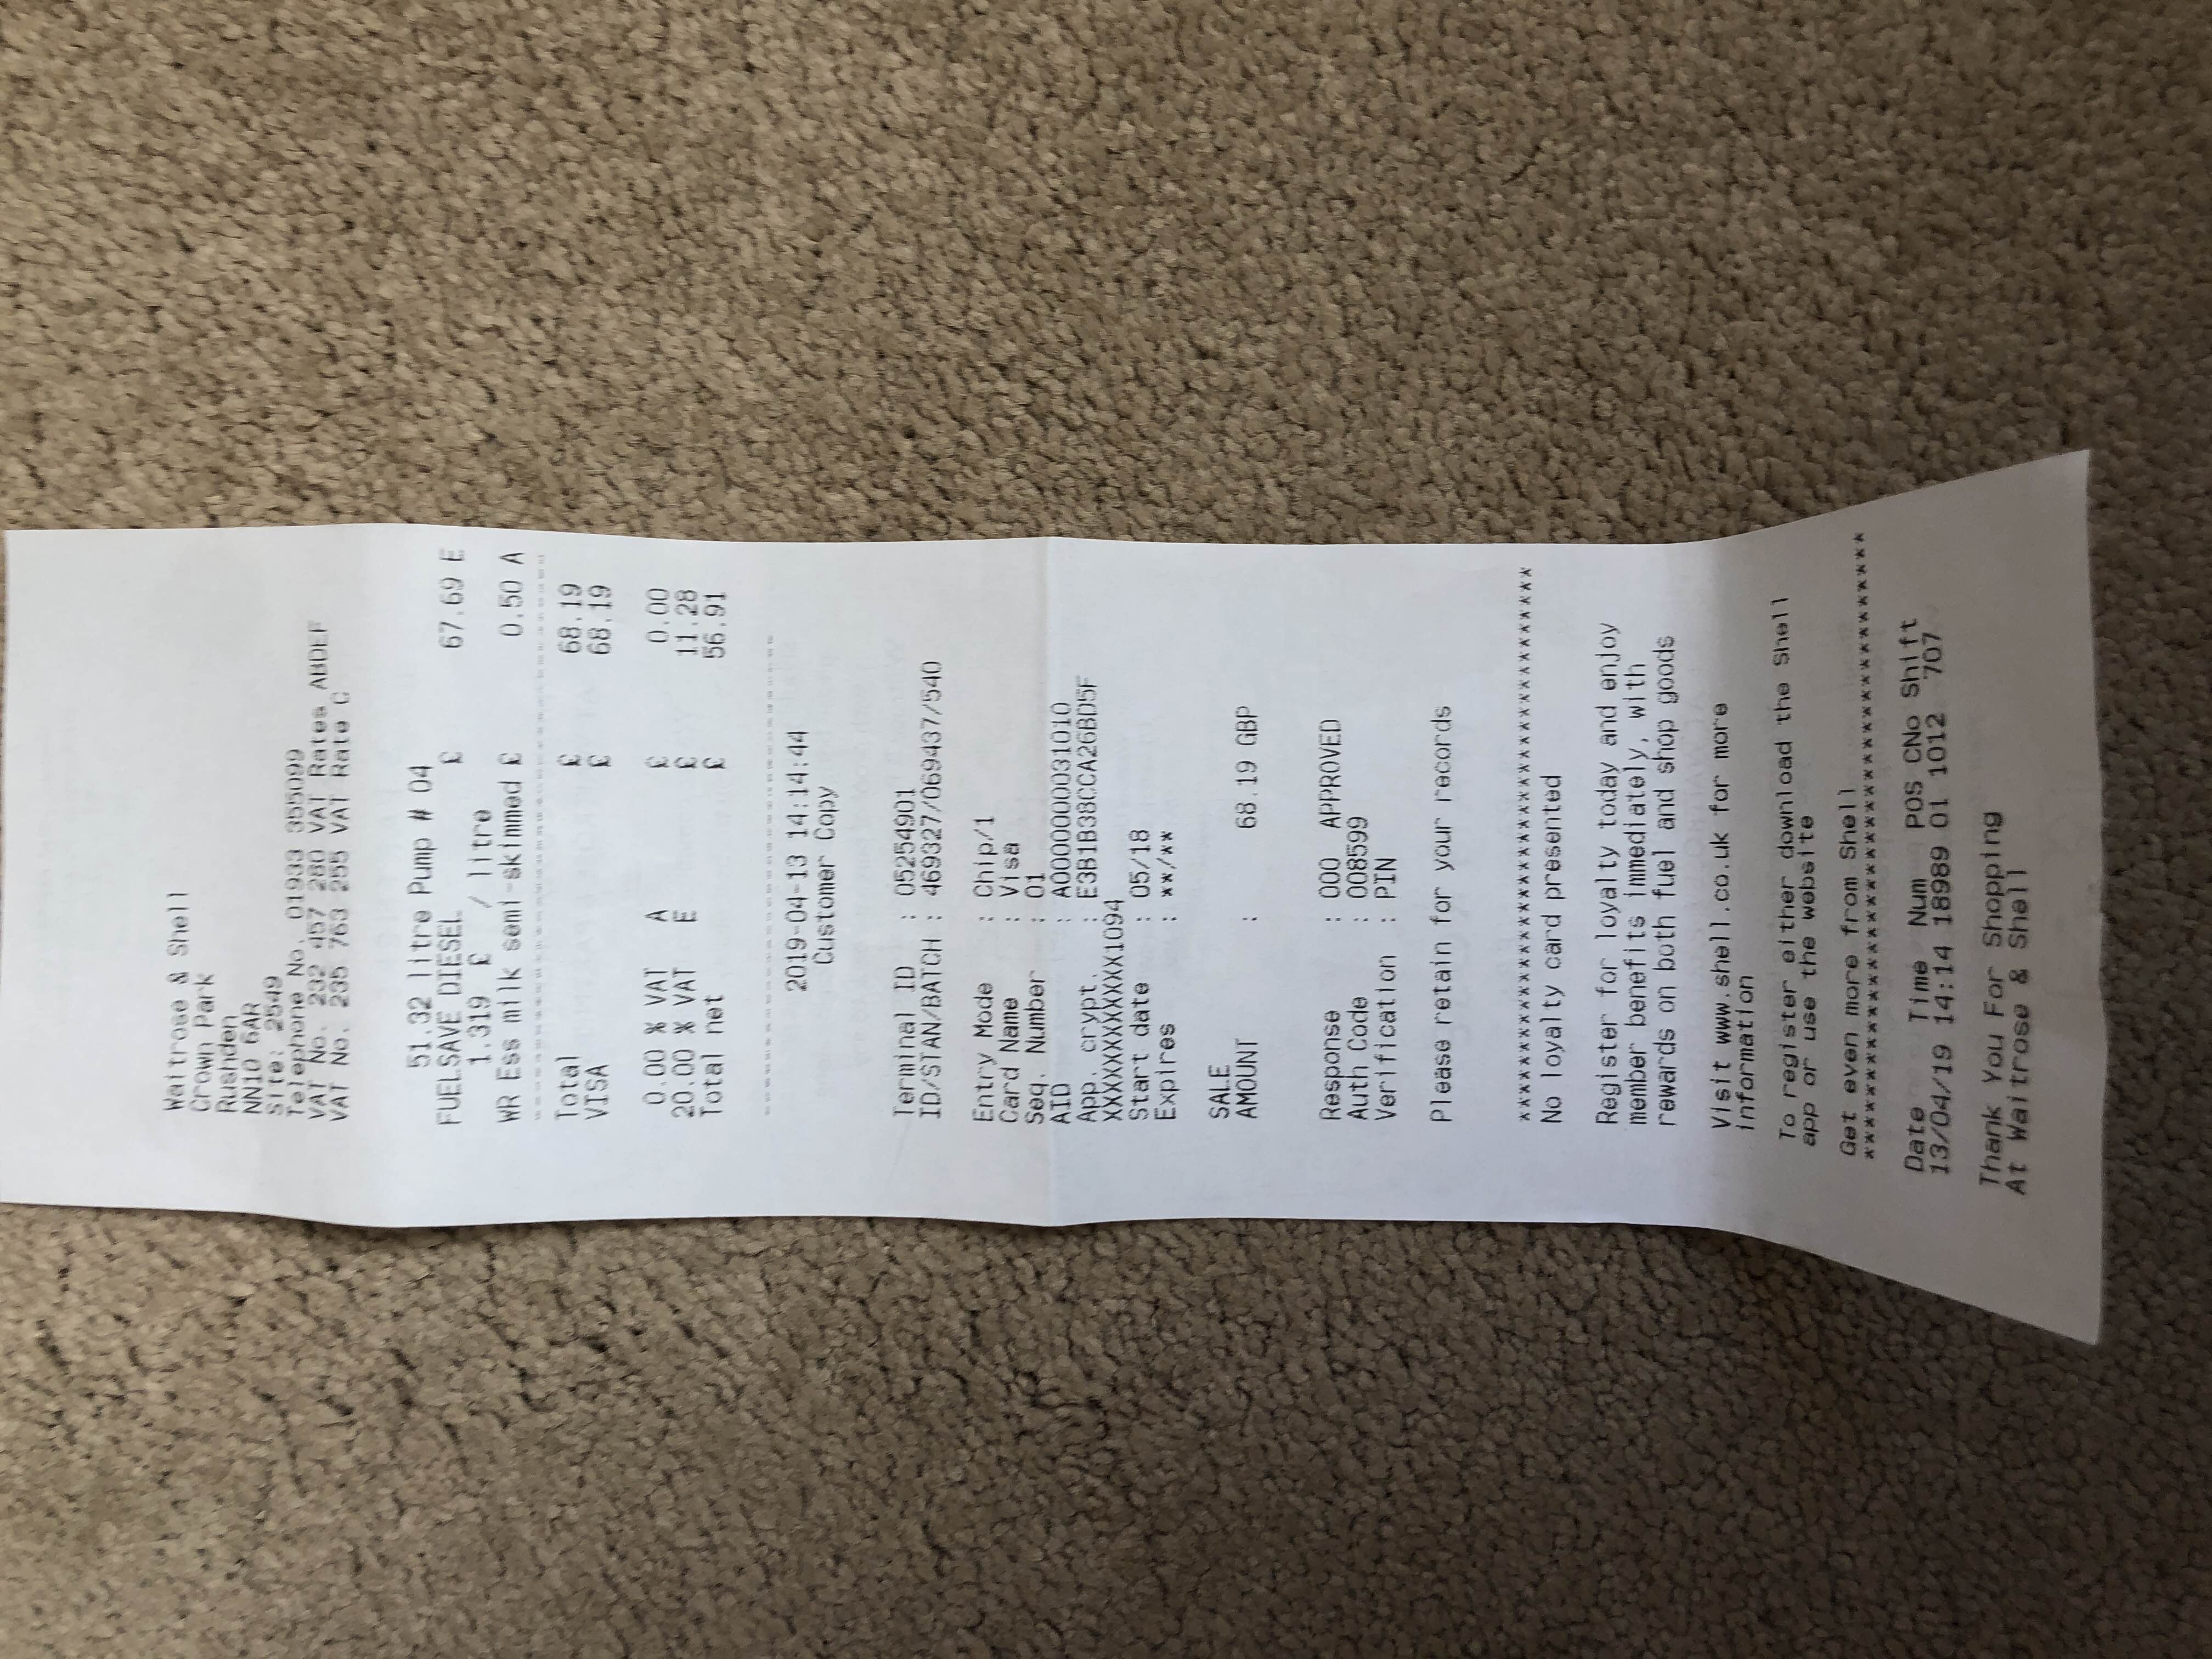 Waitrose & Shell
Crown Park
Rushden
NN10 6AR
Site: 2549
Telephone No. 01933 355099
VAT No. 232 457 280 VAT Rates ABDEF
VAT No. 235 763 255 VAT Rate C
51.32 litre Pump # 04
FUELSAVE DIESEL £ 67.69 E
1.319 £ / litre
WR Ess milk semi-skimmed £ 0.50 A
Total £ 68.19
VISA £ 68.19
0.00 % VAT A £ 0.00
20.00 % VAT E £ 11.28
Total net £ 56.91
2019-04-13 14:14:44
Customer Copy
Terminal ID : 05254901
ID/STAN/BATCH : 469327/069437/540
Entry Mode : Chip/1
Card Name : Visa
Seq. Number : 01
AID : A0000000031010
App. crypt. : E3B1B38CCA26BD5F
XXXXXXXXXXXX1094
Start date : 05/18
Expires : **/**
SALE
AMOUNT : 68.19 GBP
Response : 000 APPROVED
Auth Code : 008599
Verification : PIN
Please retain for your records
****************************************
No loyalty card presented
Register for loyalty today and enjoy
member benefits immediately, with
rewards on both fuel and shop goods
Visit www.shell.co.uk for more
information
To register either download the Shell
app or use the website
Get even more from Shell
****************************************
Date Time Num POS CNo Shift
13/04/19 14:14 18989 01 1012 707
Thank You For Shopping
At Waitrose & Shell